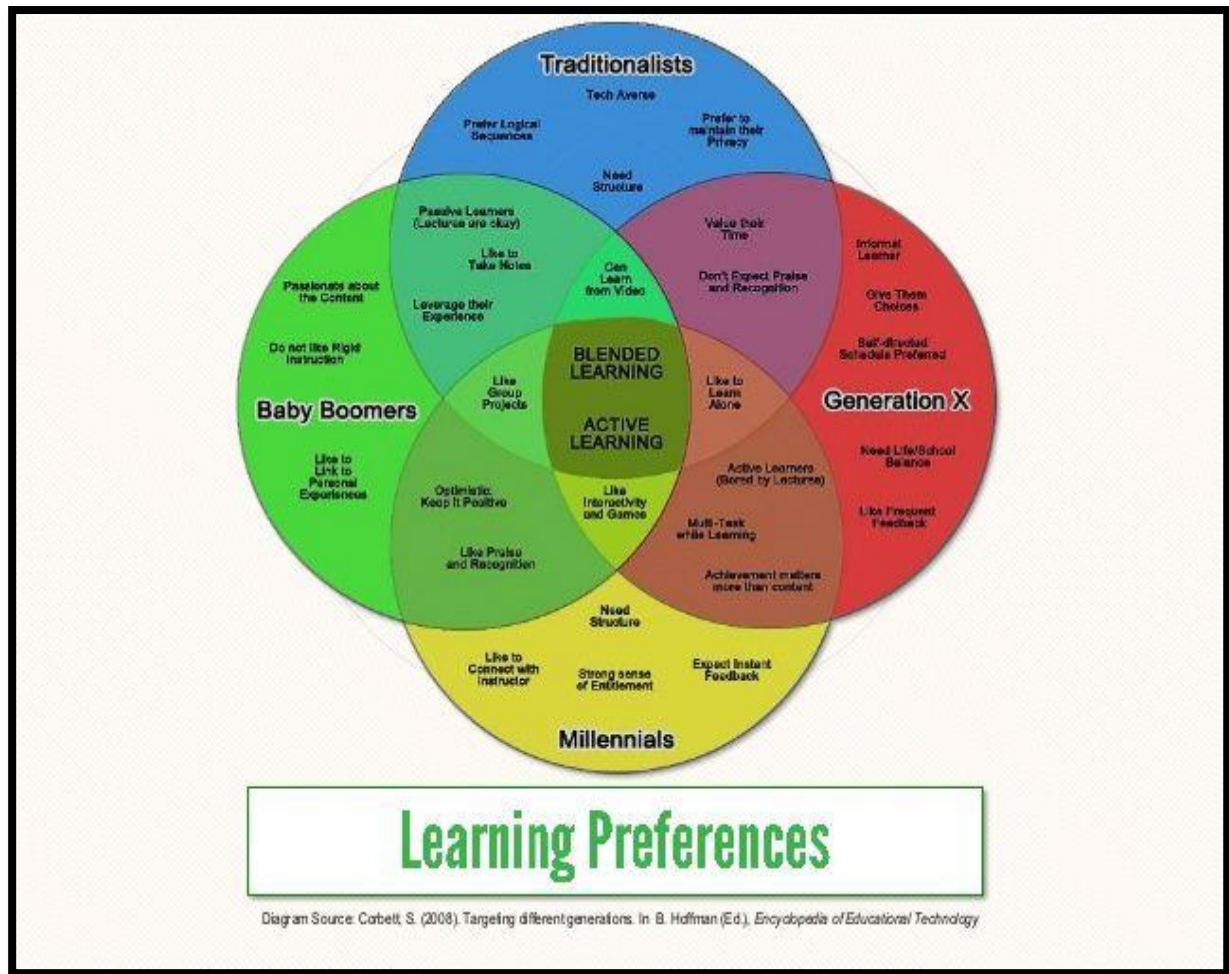 Traditionalists
Tech Averse
Prefer Logical
Sequences
Prefer to
maintain their
Privacy
Need
Structure
Passive Learners
(Lectures are okay)
Like to
Take Notes
Leverage their
Experience
Can
Learn
from Video
Value their
Time
Don't Expect Praise
and Recognition
Informal
Learner
Give Them
Choices
Self-directed
Schedule Preferred
Generation X
Need Life/School
Balance
Like Frequent
Feedback
Passionate about
the Content
Do not like Rigid
Instruction
Baby Boomers
Like to
Link to
Personal
Experiences
Like
Group
Projects
BLENDED
LEARNING
ACTIVE
LEARNING
Like to
Learn
Alone
Optimistic:
Keep It Positive
Like Praise
and Recognition
Like
Interactivity
and Games
Active Learners
(Bored by Lectures)
Multi-Task
while Learning
Achievement matters
more than content
Need
Structure
Like to
Connect with
Instructor
Strong sense
of Entitlement
Expect Instant
Feedback
Millennials
Learning Preferences
Diagram Source: Corbett, S. (2008). Targeting different generations. In B. Hoffman (Ed.), Encyclopedia of Educational Technology